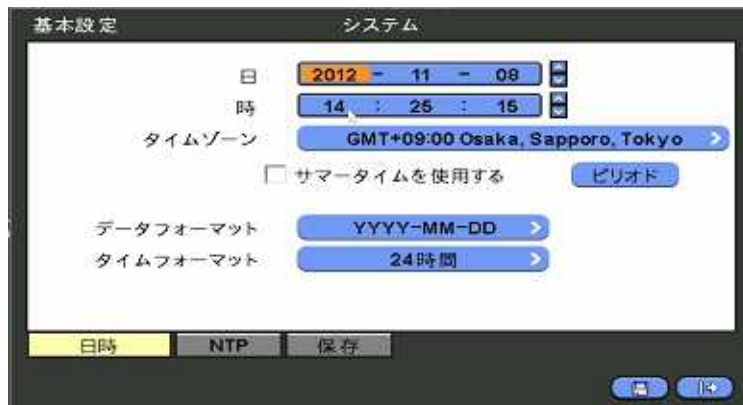 基本設定 システム
日 2012 - 11 - 08
時 14 : 25 : 15
タイムゾーン GMT+09:00 Osaka, Sapporo, Tokyo >
サマータイムを使用する ピリオド
データフォーマット YYYY-MM-DD >
タイムフォーマット 24時間 >
日時 NTP 保存